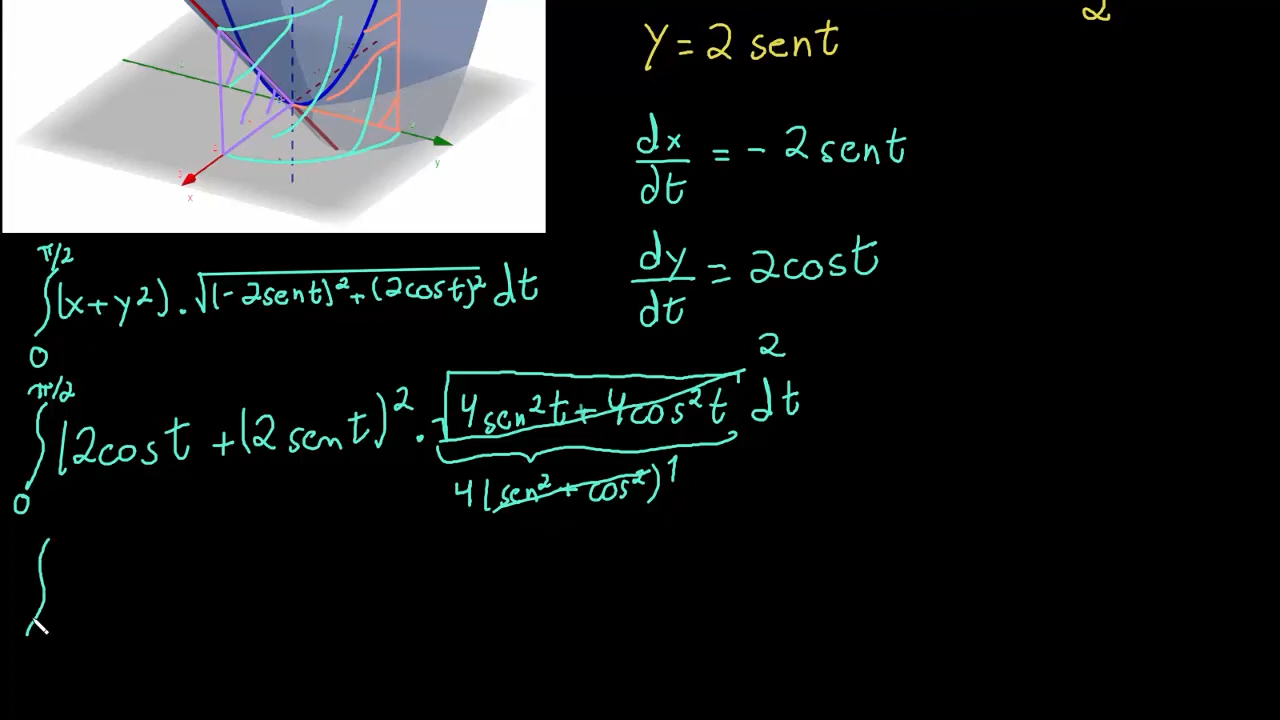 2
Y = 2 sent
dx/dt = - 2 sent
dy/dt = 2cost
x
y
∫₀^π/2 (x + y²) . √(-2sent)² + (2cost)² dt
∫₀^π/2 (2cost + (2sent)² . √4sen²t + 4cos²t dt
2
4(sen² + cos²) 1
∫